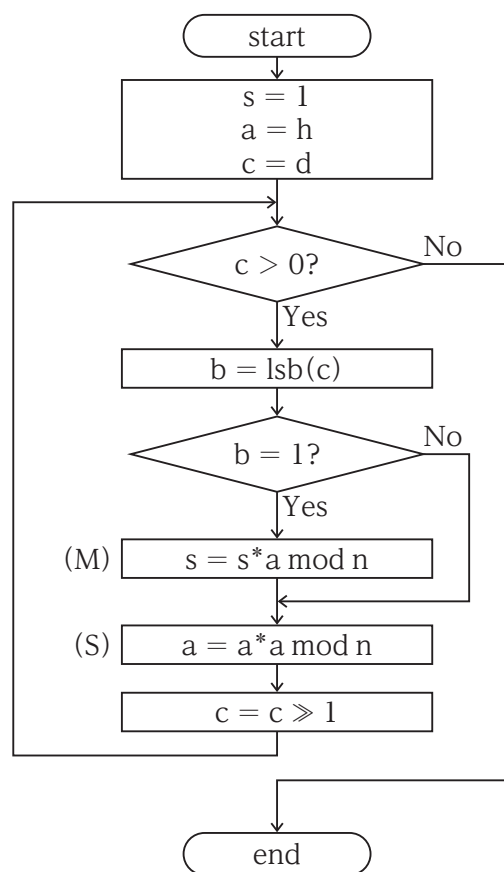 start
s = 1
a = h
c = d
c > 0?
No
Yes
b = lsb(c)
b = 1?
No
Yes
(M) s = s*a mod n
(S) a = a*a mod n
c = c ≫ 1
end